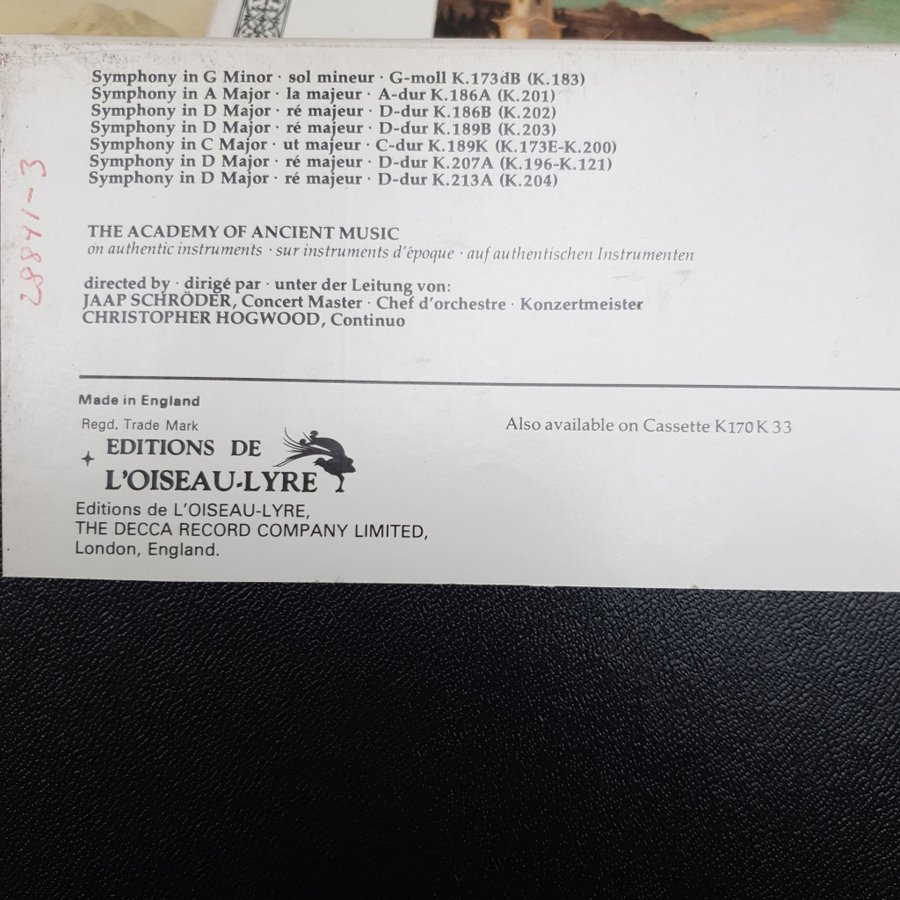 Symphony in G Minor · sol mineur · G-moll K.173dB (K.183)
Symphony in A Major · la majeur · A-dur K.186A (K.201)
Symphony in D Major · ré majeur · D-dur K.186B (K.202)
Symphony in D Major · ré majeur · D-dur K.189B (K.203)
Symphony in C Major · ut majeur · C-dur K.189K (K.173E-K.200)
Symphony in D Major · ré majeur · D-dur K.207A (K.196-K.121)
Symphony in D Major · ré majeur · D-dur K.213A (K.204)
28841-3
THE ACADEMY OF ANCIENT MUSIC
on authentic instruments · sur instruments d'époque · auf authentischen Instrumenten
directed by · dirigé par · unter der Leitung von:
JAAP SCHRÖDER, Concert Master · Chef d'orchestre · Konzertmeister
CHRISTOPHER HOGWOOD, Continuo
Made in England
Regd. Trade Mark
EDITIONS DE
L'OISEAU-LYRE
Also available on Cassette K170 K 33
Editions de L'OISEAU-LYRE,
THE DECCA RECORD COMPANY LIMITED,
London, England.